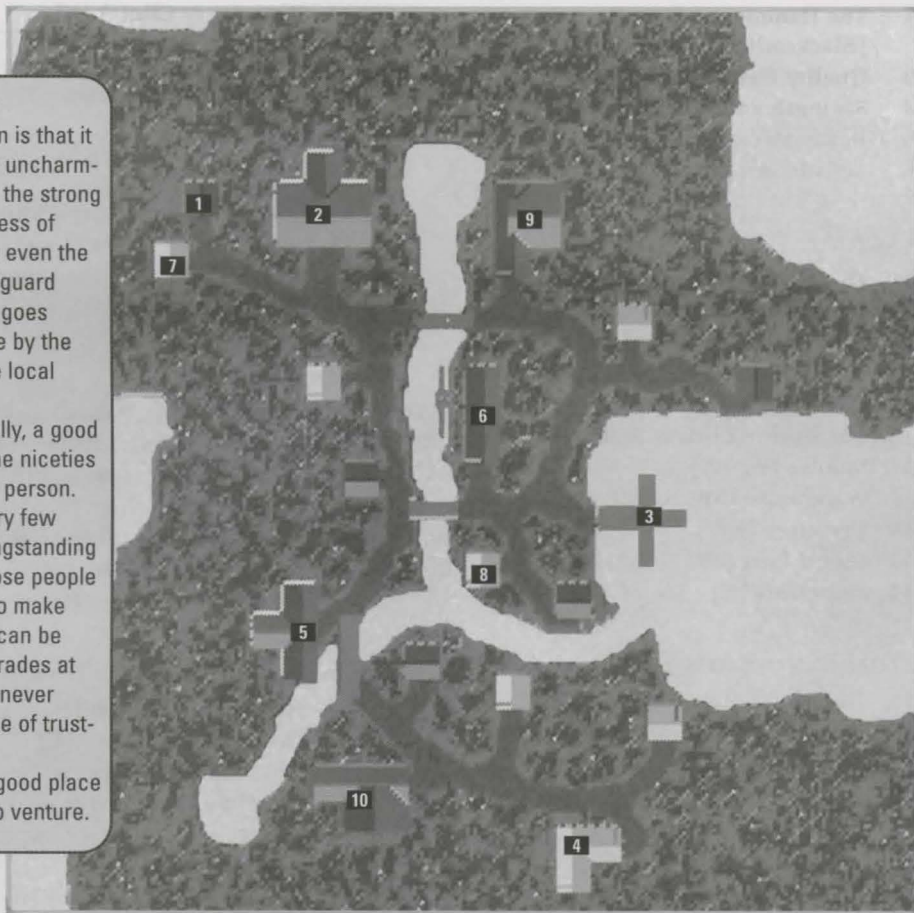 n is that it
uncharm-
the strong
ess of
even the
guard
goes
e by the
e local
lly, a good
he niceties
person.
ry few
ngstanding
ose people
o make
can be
rades at
never
e of trust-
good place
o venture.
1
2
9
7
6
3
8
5
10
4